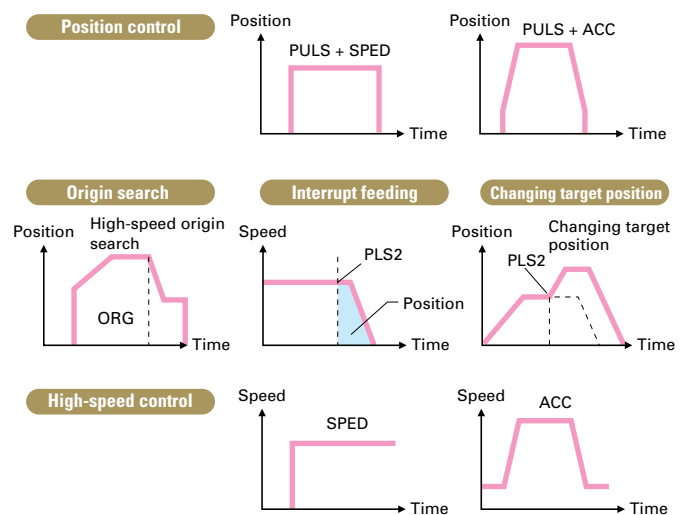 Position control
Position
PULS + SPED
Time
Position
PULS + ACC
Time
Origin search
Position
High-speed origin
search
ORG
Time
Interrupt feeding
Speed
PLS2
Position
Time
Changing target position
Position
Changing target
position
PLS2
Time
High-speed control
Speed
SPED
Time
Speed
ACC
Time